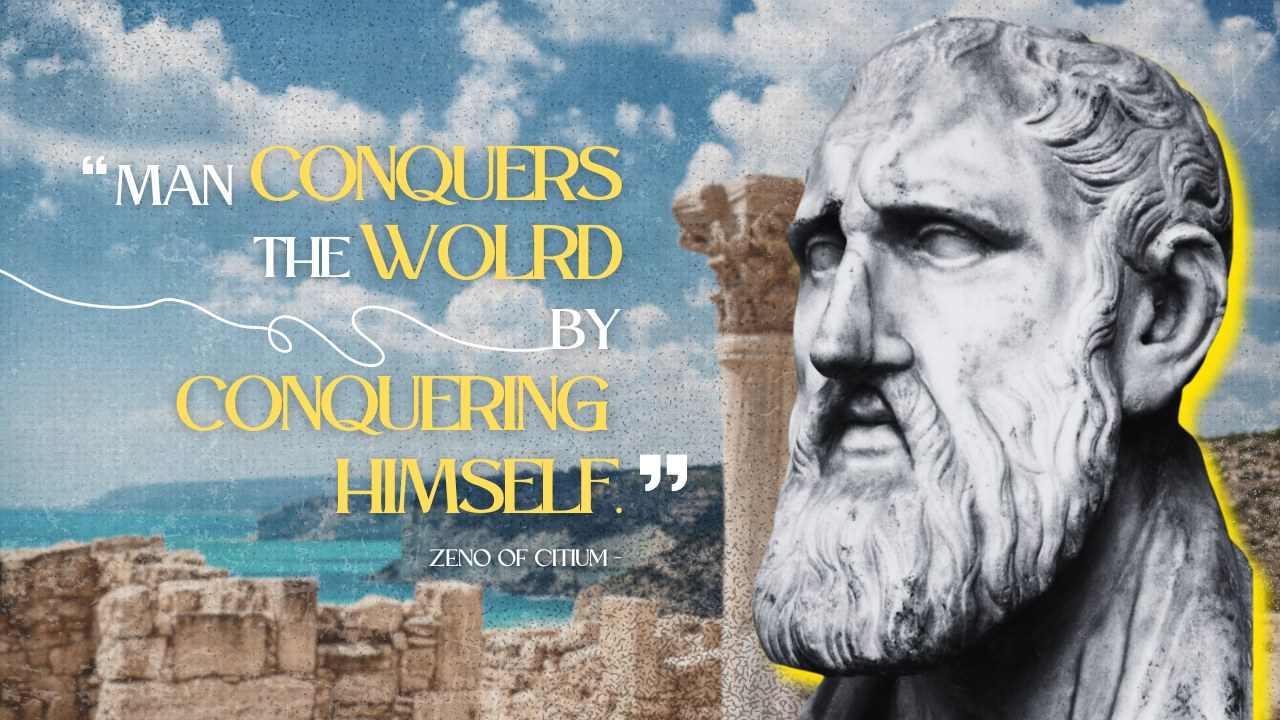 “ MAN CONQUERS
THE WOLRD
BY
CONQUERING
HIMSELF. ”
ZENO OF CITIUM -